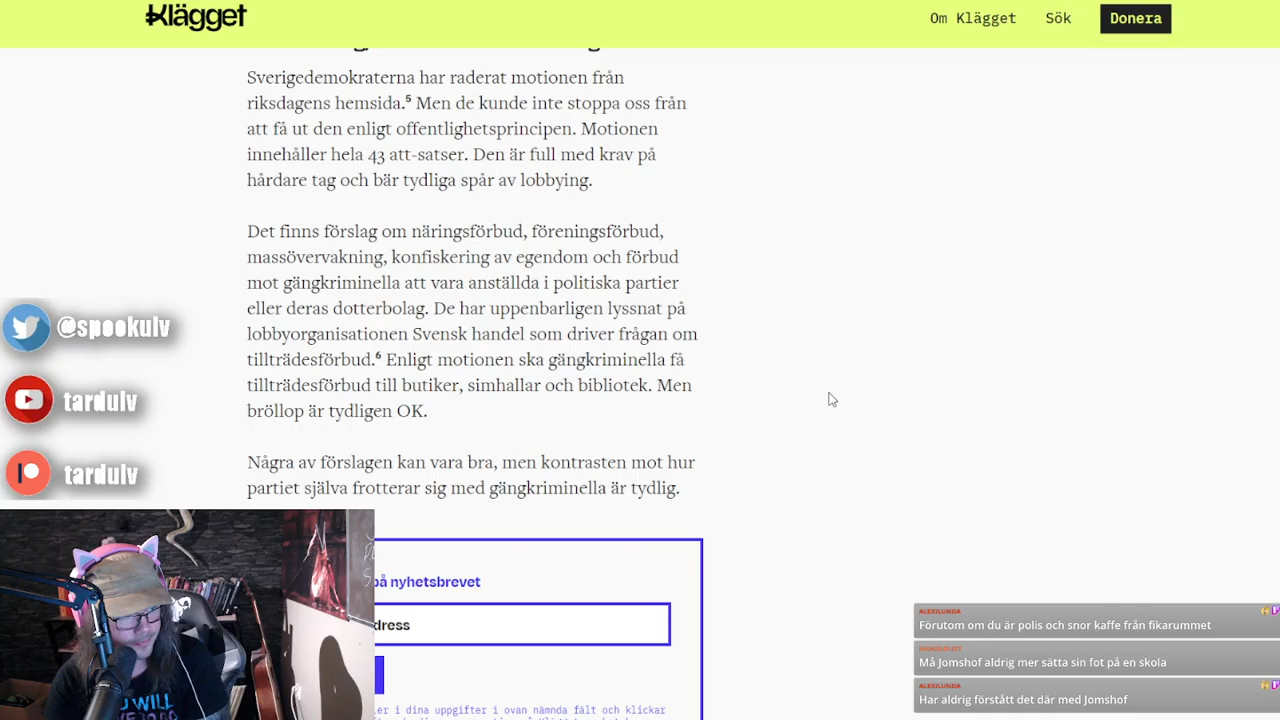 Klägget
Om Klägget
Sök
Donera
Sverigedemokraterna har raderat motionen från
riksdagens hemsida.⁵ Men de kunde inte stoppa oss från
att få ut den enligt offentlighetsprincipen. Motionen
innehåller hela 43 att-satser. Den är full med krav på
hårdare tag och bär tydliga spår av lobbying.
Det finns förslag om näringsförbud, föreningsförbud,
massövervakning, konfiskering av egendom och förbud
mot gängkriminella att vara anställda i politiska partier
eller deras dotterbolag. De har uppenbarligen lyssnat på
lobbyorganisationen Svensk handel som driver frågan om
tillträdesförbud.⁶ Enligt motionen ska gängkriminella få
tillträdesförbud till butiker, simhallar och bibliotek. Men
bröllop är tydligen OK.
Några av förslagen kan vara bra, men kontrasten mot hur
partiet själva frotterar sig med gängkriminella är tydlig.
@spookulv
tardulv
tardulv
på nyhetsbrevet
dress
ler i dina uppgifter i ovan nämnda fält och klickar
ALEXILUNDA
Förutom om du är polis och snor kaffe från fikarummet
Må Jomshof aldrig mer sätta sin fot på en skola
ALEXILUNDA
Har aldrig förstått det där med Jomshof